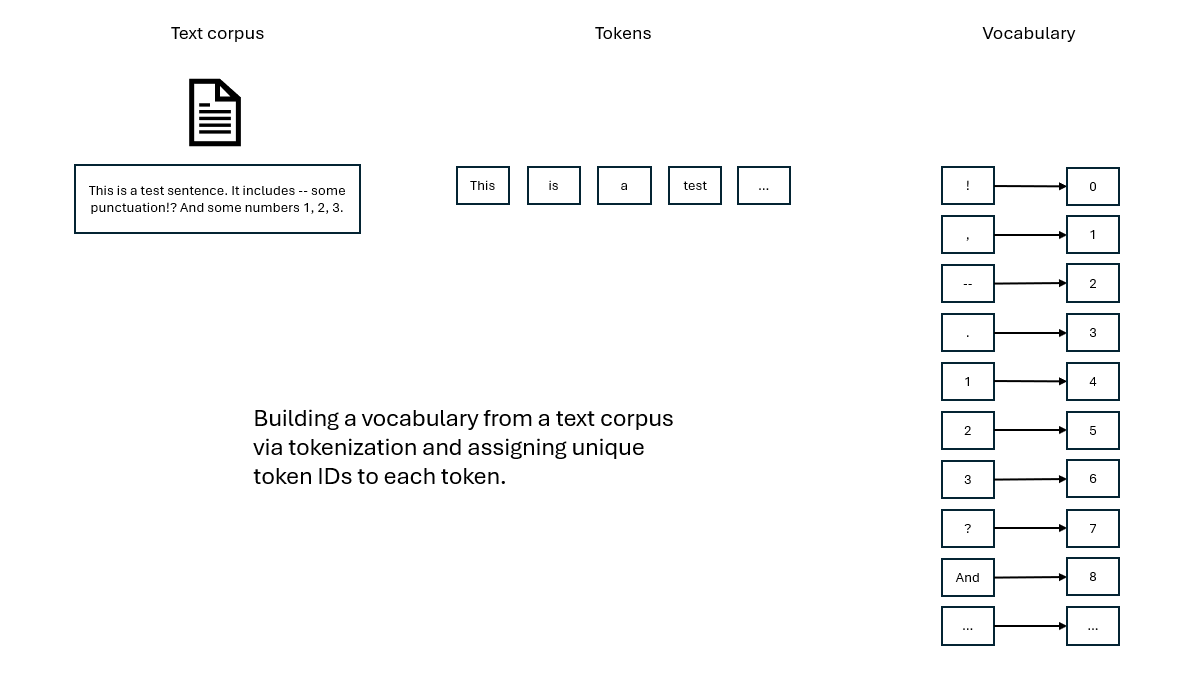 Text corpus
Tokens
Vocabulary
This is a test sentence. It includes -- some
punctuation!? And some numbers 1, 2, 3.
This
is
a
test
...
! 0
, 1
-- 2
. 3
1 4
2 5
3 6
? 7
And 8
... ...
Building a vocabulary from a text corpus
via tokenization and assigning unique
token IDs to each token.